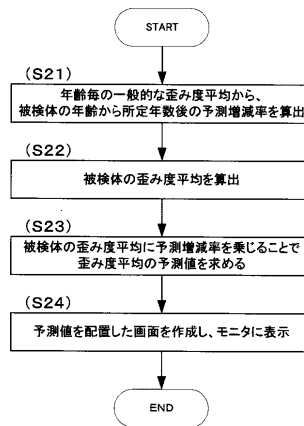 START
(S21)
年齢毎の一般的な歪み度平均から、
被検体の年齢から所定年数後の予測増減率を算出
(S22)
被検体の歪み度平均を算出
(S23)
被検体の歪み度平均に予測増減率を乗じることで
歪み度平均の予測値を求める
(S24)
予測値を配置した画面を作成し、モニタに表示
END